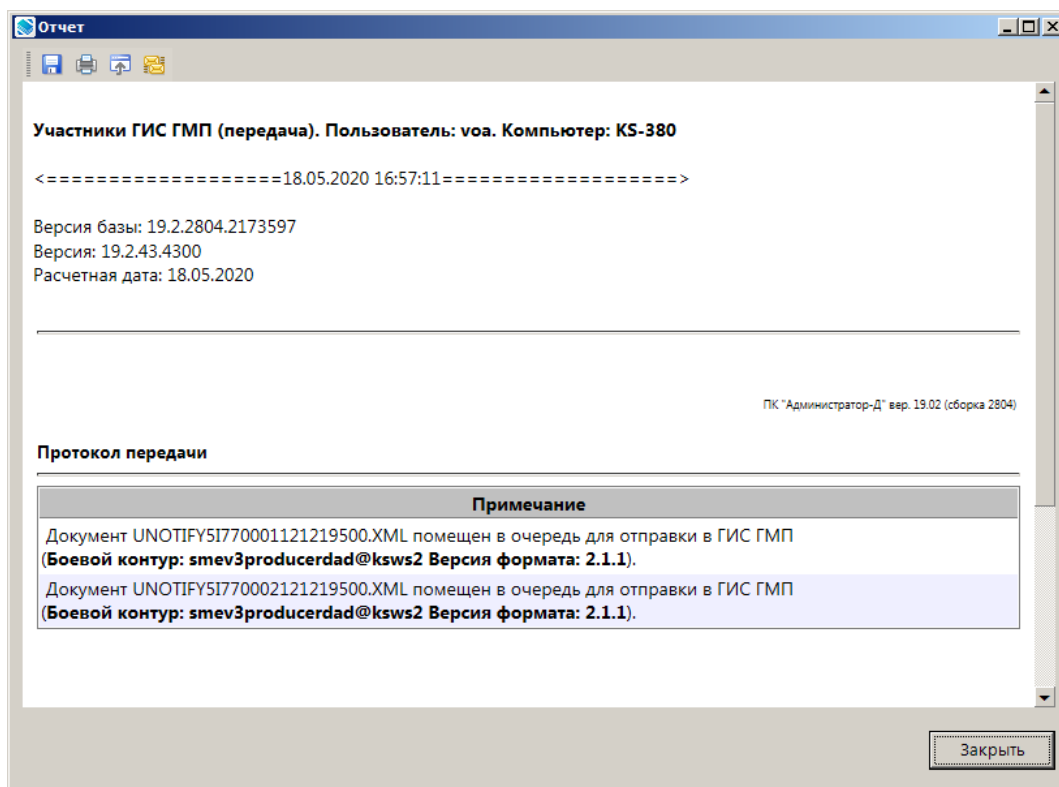 Отчет
Участники ГИС ГМП (передача). Пользователь: voa. Компьютер: KS-380
<===================18.05.2020 16:57:11===================>
Версия базы: 19.2.2804.2173597
Версия: 19.2.43.4300
Расчетная дата: 18.05.2020
ПК "Администратор-Д" вер. 19.02 (сборка 2804)
Протокол передачи
Примечание
Документ UNOTIFY5I770001121219500.XML помещен в очередь для отправки в ГИС ГМП
(Боевой контур: smev3producerdad@ksws2 Версия формата: 2.1.1).
Документ UNOTIFY5I770002121219500.XML помещен в очередь для отправки в ГИС ГМП
(Боевой контур: smev3producerdad@ksws2 Версия формата: 2.1.1).
Закрыть